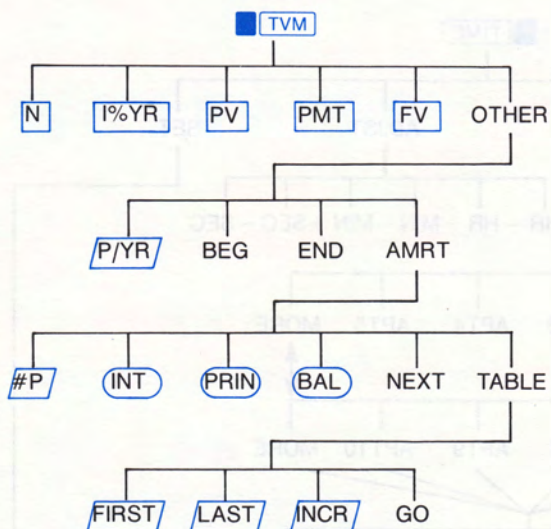 TVM
N I%YR PV PMT FV OTHER
P/YR BEG END AMRT
#P INT PRIN BAL NEXT TABLE
FIRST LAST INCR GO